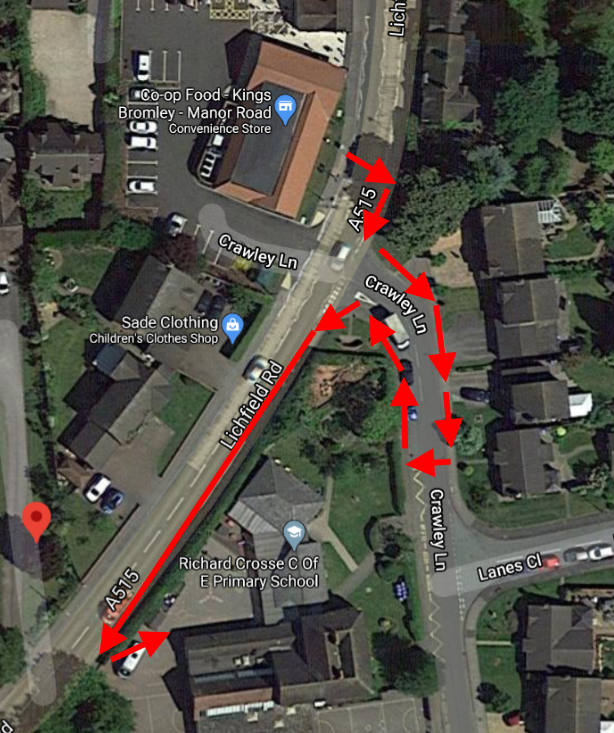 Lich
Co-op Food - Kings
Bromley - Manor Road
Convenience Store
A515
Crawley Ln
Crawley Ln
Sade Clothing
Children's Clothes Shop
Lichfield Rd
Crawley Ln
Richard Crosse C Of
E Primary School
Lanes Cl
A515
d